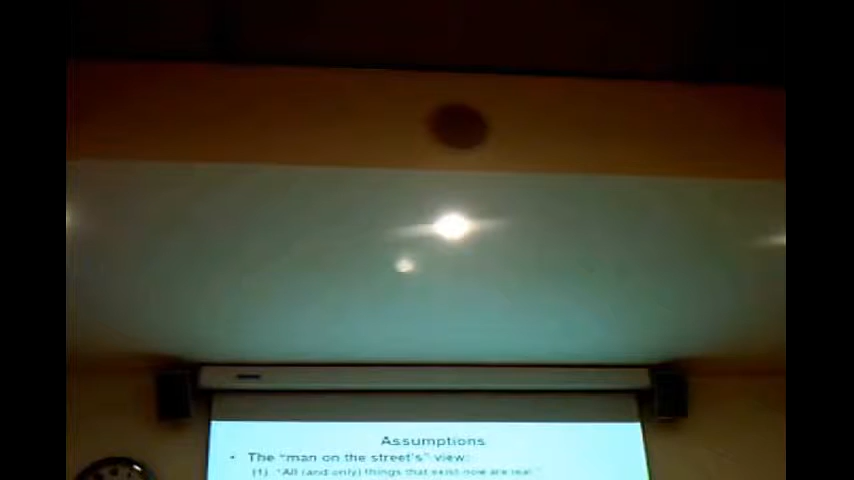 Assumptions
• The "man on the street's" view:
(1) "All (and only) things that exist now are real"